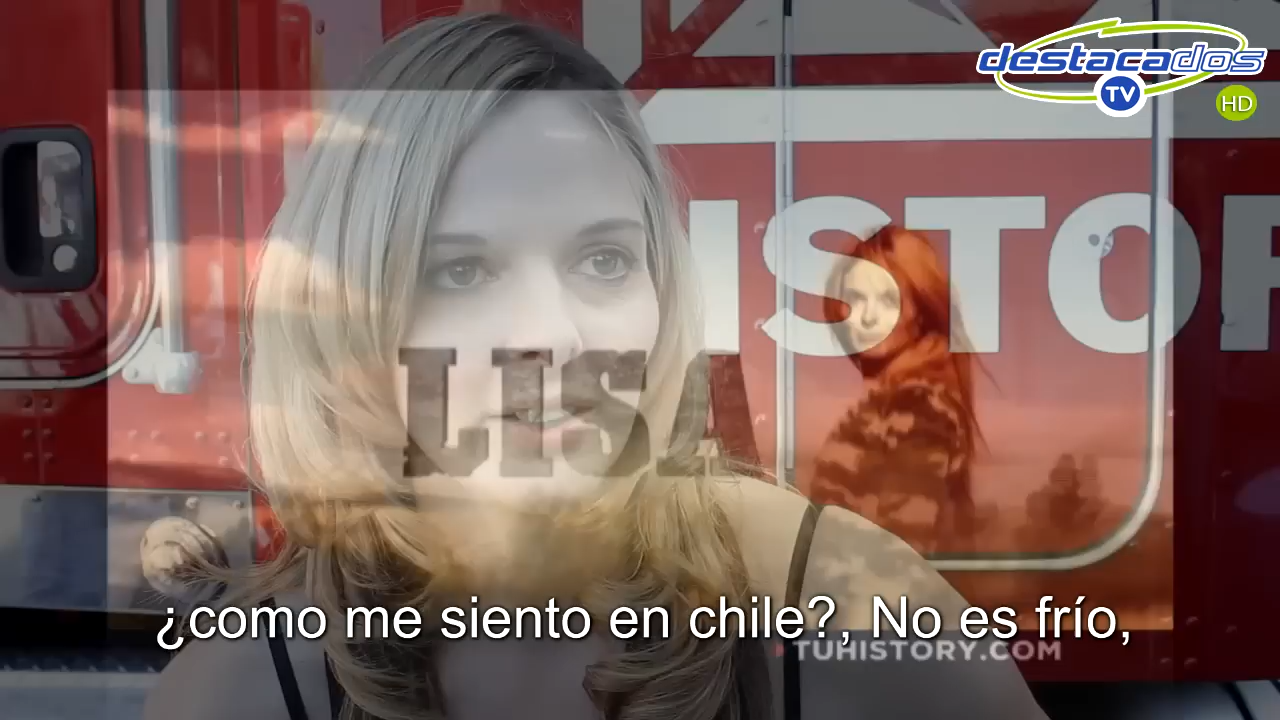 destacados
TV
HD
ISTOR
LISA
¿como me siento en chile?, No es frío,
TUHISTORY.COM